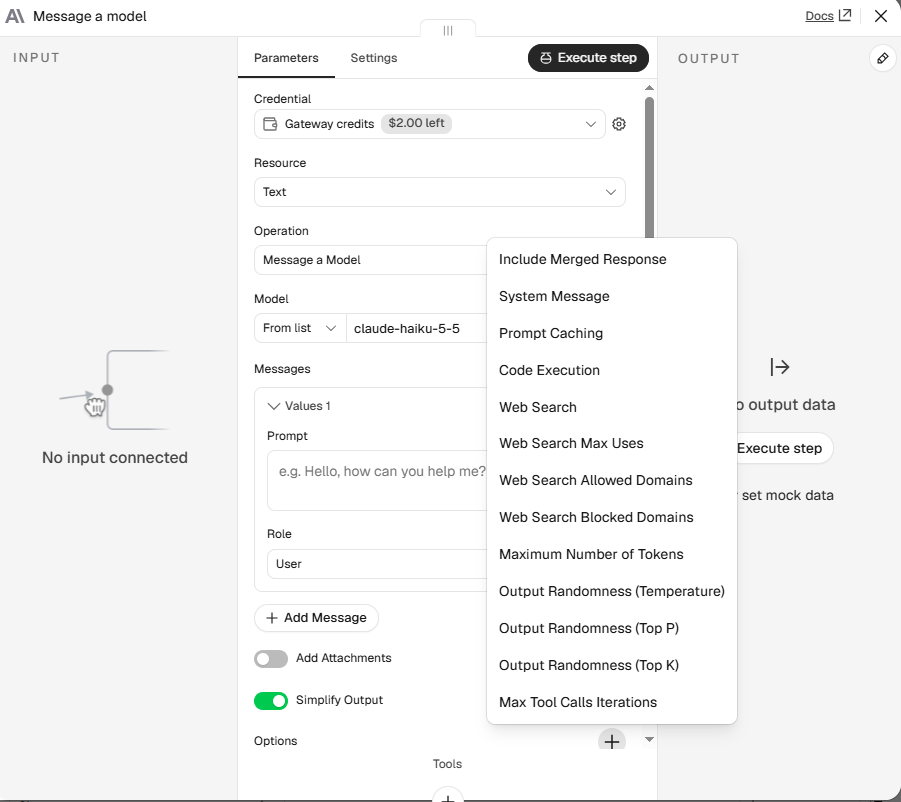 Message a model
Docs
INPUT
Parameters
Settings
Execute step
OUTPUT
Credential
Gateway credits
$2.00 left
Resource
Text
Operation
Message a Model
Model
From list
claude-haiku-5-5
Messages
Values 1
Prompt
e.g. Hello, how can you help me?
Role
User
Add Message
Add Attachments
Simplify Output
Options
Tools
No input connected
Include Merged Response
System Message
Prompt Caching
Code Execution
Web Search
Web Search Max Uses
Web Search Allowed Domains
Web Search Blocked Domains
Maximum Number of Tokens
Output Randomness (Temperature)
Output Randomness (Top P)
Output Randomness (Top K)
Max Tool Calls Iterations
output data
Execute step
set mock data